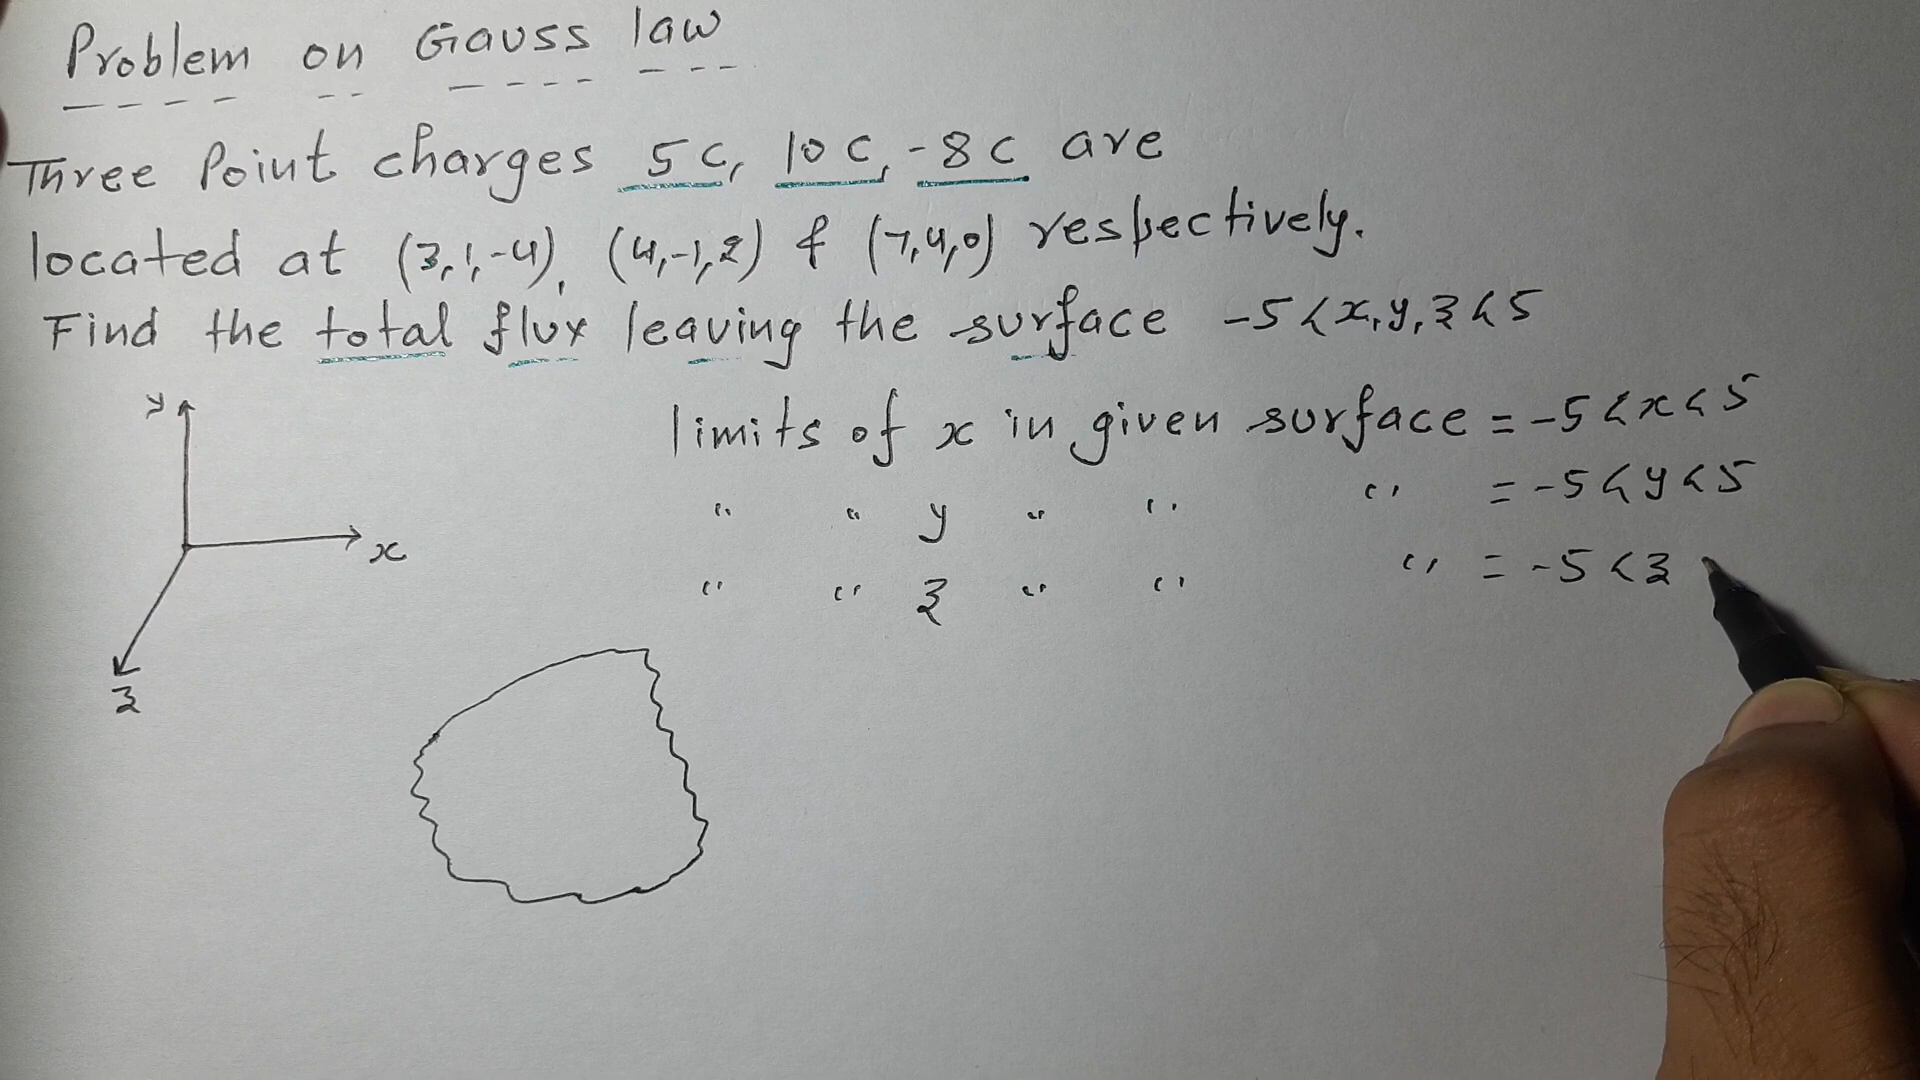 Problem on Gauss law
Three Point charges 5C, 10C, -8C are
located at (3,1,-4), (4,-1,2) & (7,4,0) respectively.
Find the total flux leaving the surface -5<x,y,z<5
limits of x in given surface = -5<x<5
" " y " " " = -5<y<5
" " z " " " = -5<z
y
x
z